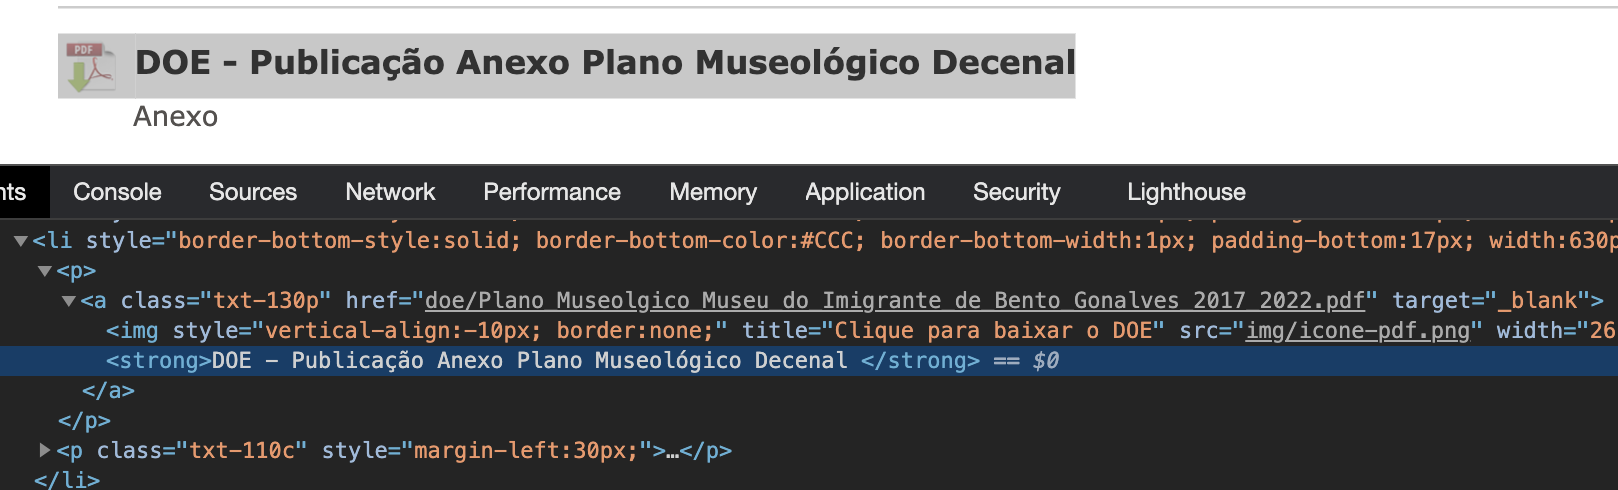 PDF
DOE - Publicação Anexo Plano Museológico Decenal
Anexo
nts Console Sources Network Performance Memory Application Security Lighthouse
<li style="border-bottom-style:solid; border-bottom-color:#CCC; border-bottom-width:1px; padding-bottom:17px; width:630p
<p>
<a class="txt-130p" href="doe/Plano_Museolgico_Museu_do_Imigrante_de_Bento_Gonalves_2017_2022.pdf" target="_blank">
<img style="vertical-align:-10px; border:none;" title="Clique para baixar o DOE" src="img/icone-pdf.png" width="26
<strong>DOE - Publicação Anexo Plano Museológico Decenal </strong> == $0
</a>
</p>
<p class="txt-110c" style="margin-left:30px;">…</p>
</li>